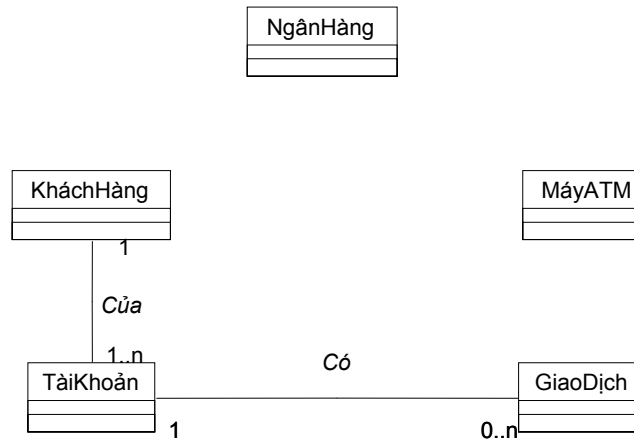 NgânHàng
KháchHàng
MáyATM
1
Của
1..n
Có
TàiKhoản
GiaoDịch
1
0..n